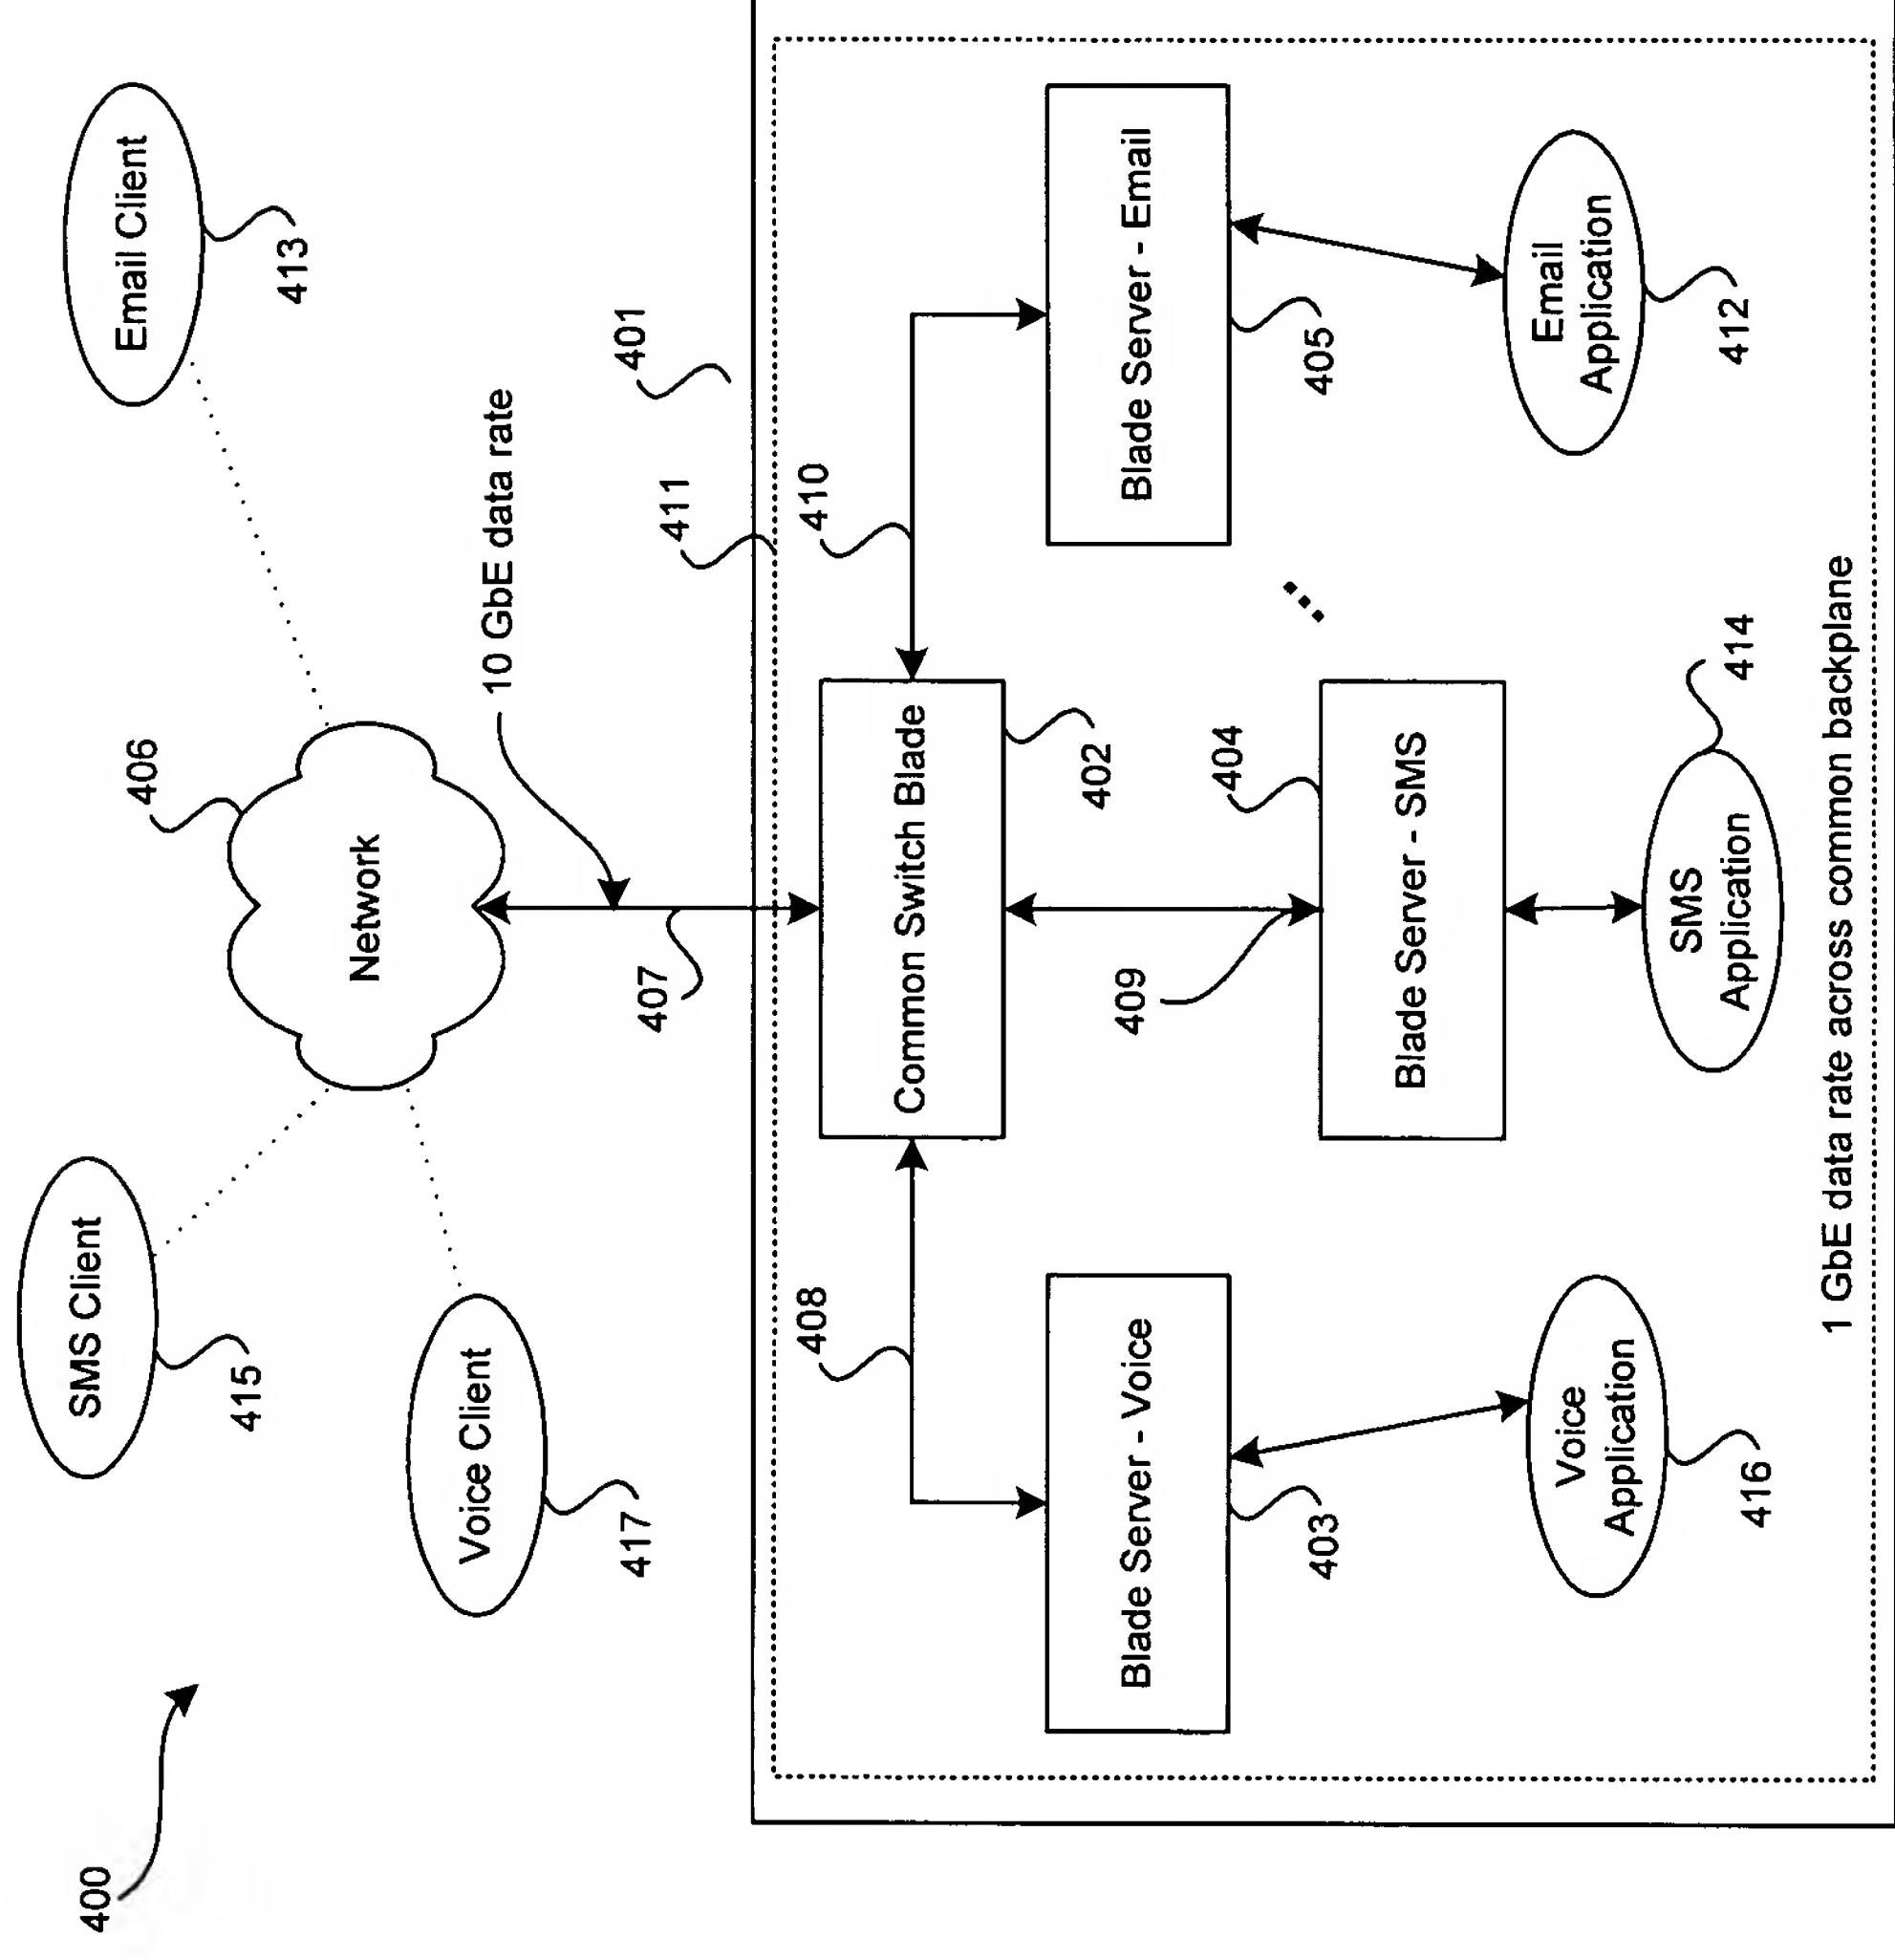 400
SMS Client
415
Voice Client
417
Network
406
Email Client
413
10 GbE data rate
407
401
411
Common Switch Blade
402
408
409
410
Blade Server - Voice
403
Blade Server - SMS
404
Blade Server - Email
405
Voice
Application
416
SMS
Application
414
Email
Application
412
1 GbE data rate across common backplane